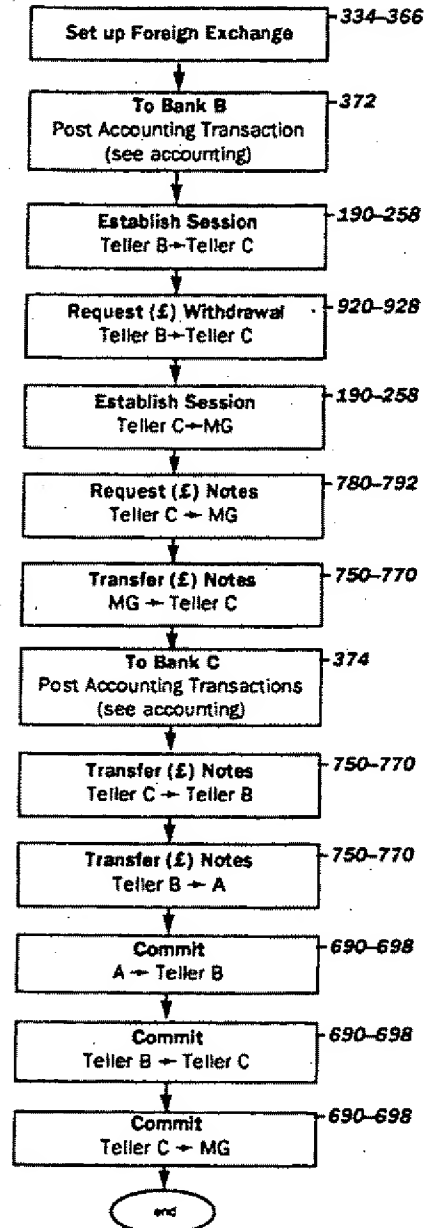 Set up Foreign Exchange
334–366
To Bank B
372
Post Accounting Transaction
(see accounting)
Establish Session
190–258
Teller B→Teller C
Request (£) Withdrawal
920–928
Teller B→Teller C
Establish Session
190–258
Teller C→MG
Request (£) Notes
780–792
Teller C → MG
Transfer (£) Notes
750–770
MG → Teller C
To Bank C
374
Post Accounting Transactions
(see accounting)
Transfer (£) Notes
750–770
Teller C → Teller B
Transfer (£) Notes
750–770
Teller B → A
Commit
690–698
A → Teller B
Commit
690–698
Teller B → Teller C
Commit
690–698
Teller C → MG
end